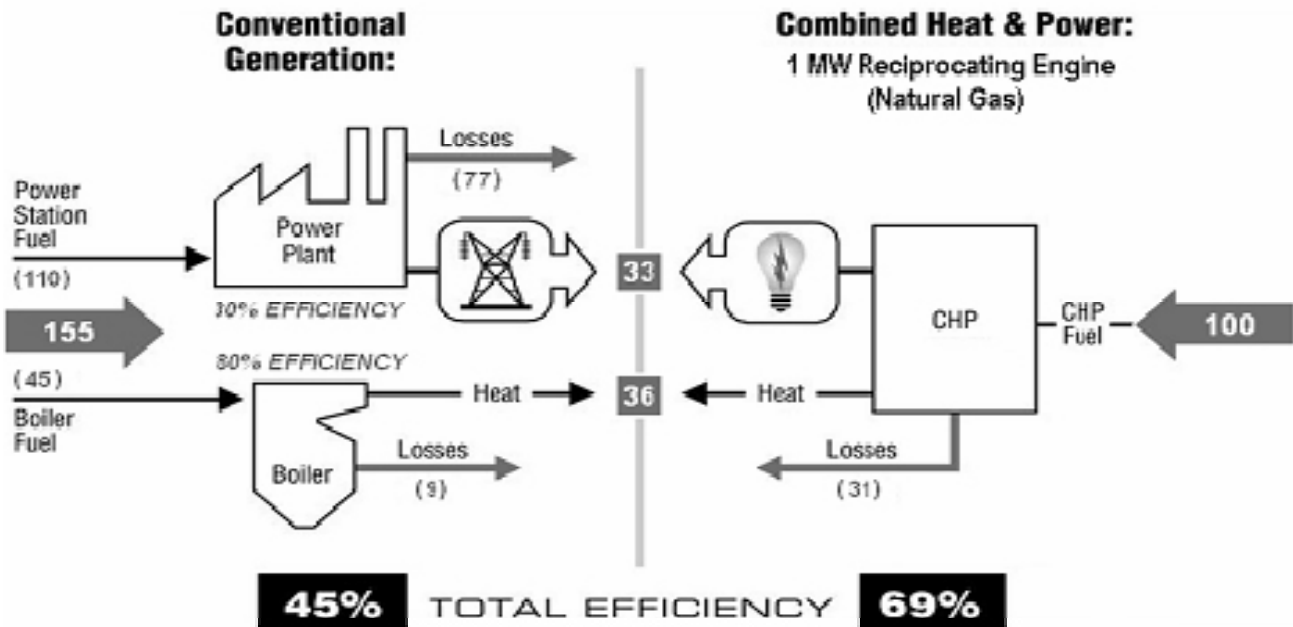 Conventional
Generation:
Combined Heat & Power:
1 MW Reciprocating Engine
(Natural Gas)
Losses
(77)
Power
Station
Fuel
(110)
Power
Plant
33
30% EFFICIENCY
155
CHP
CHP
Fuel
100
80% EFFICIENCY
(45)
Boiler
Fuel
Heat
36
Heat
Boiler
Losses
(9)
Losses
(31)
45%
TOTAL EFFICIENCY
69%